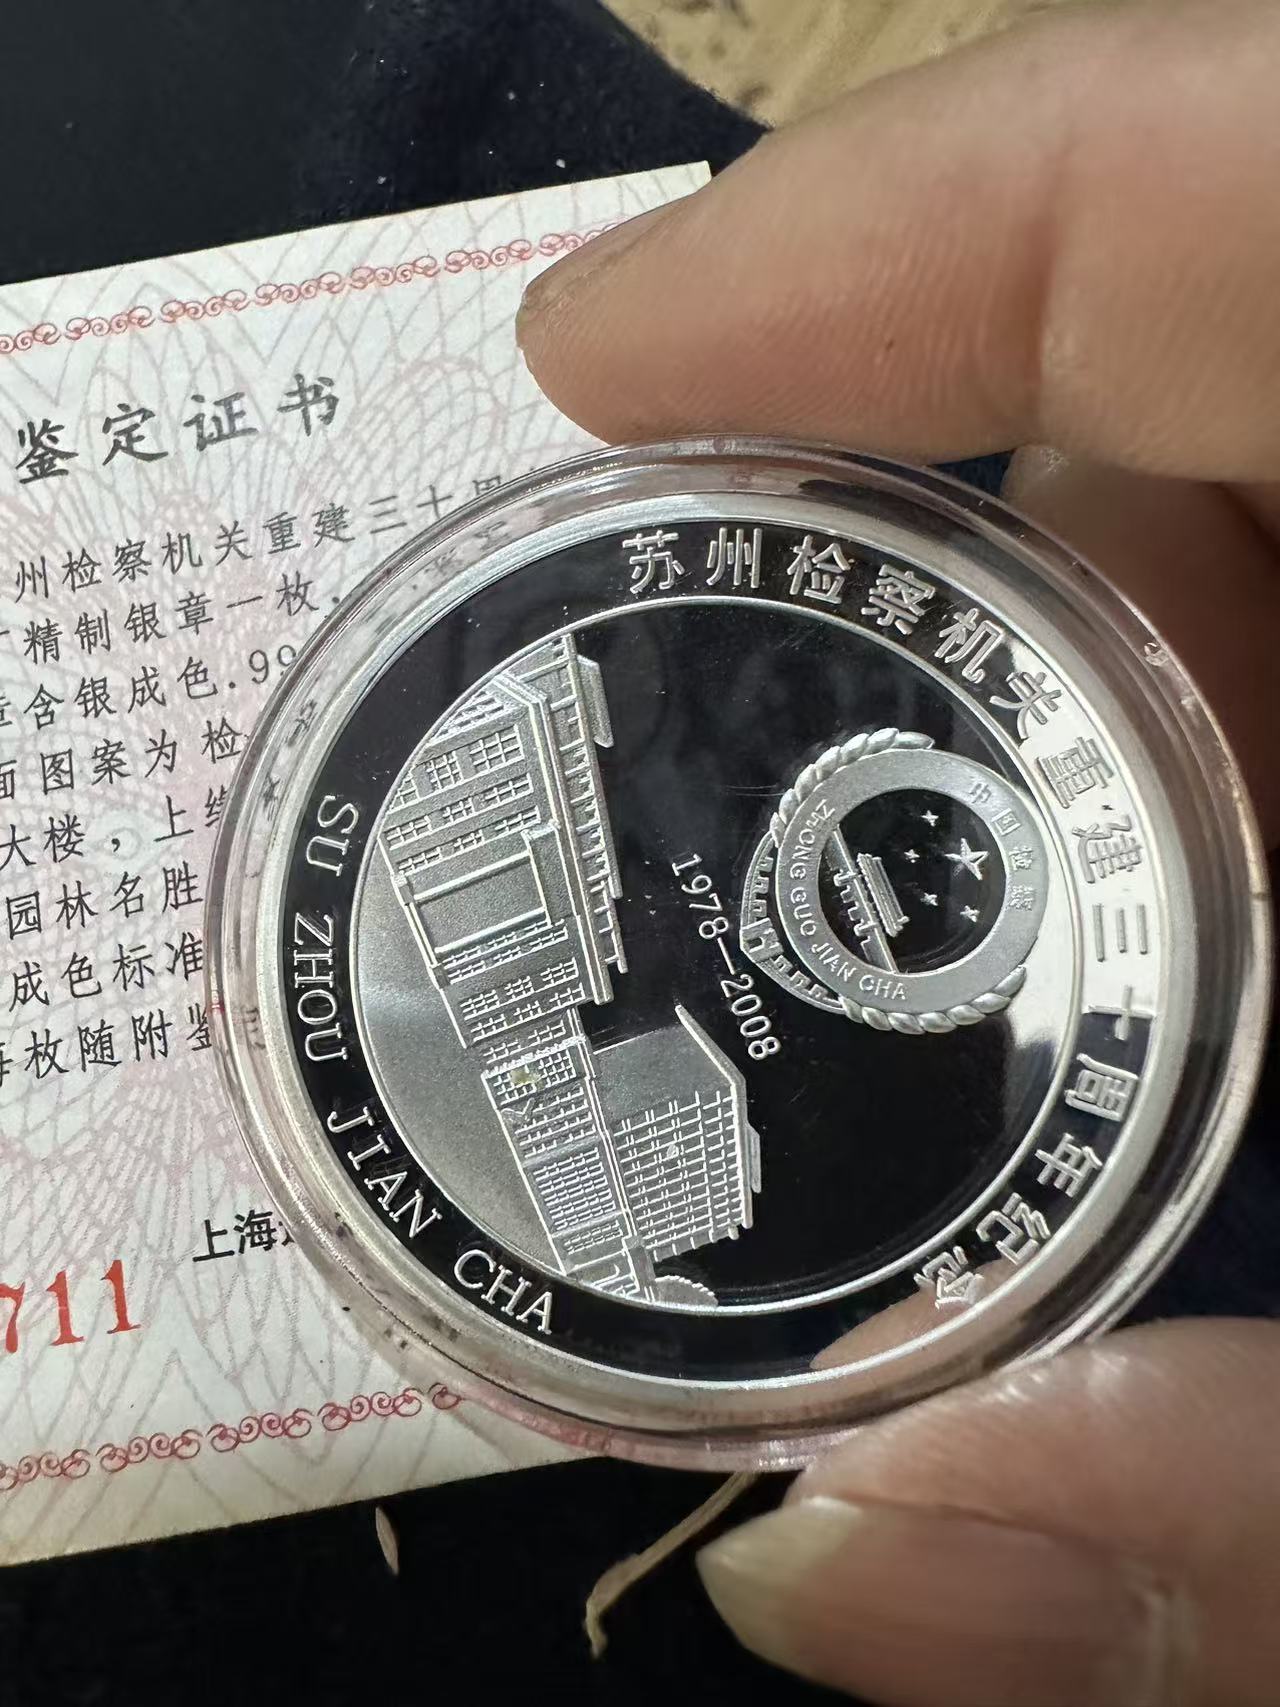 鉴定证书
州检察机关重建三十周
精制银章一枚.
含银成色.99
面图案为检
大楼，上
园林名胜
成色标准
每枚随附鉴
上海
711
苏州检察机关重建三十周年纪念
中国检察
ZHONG GUO JIAN CHA
1978—2008
SU ZHOU JIAN CHA